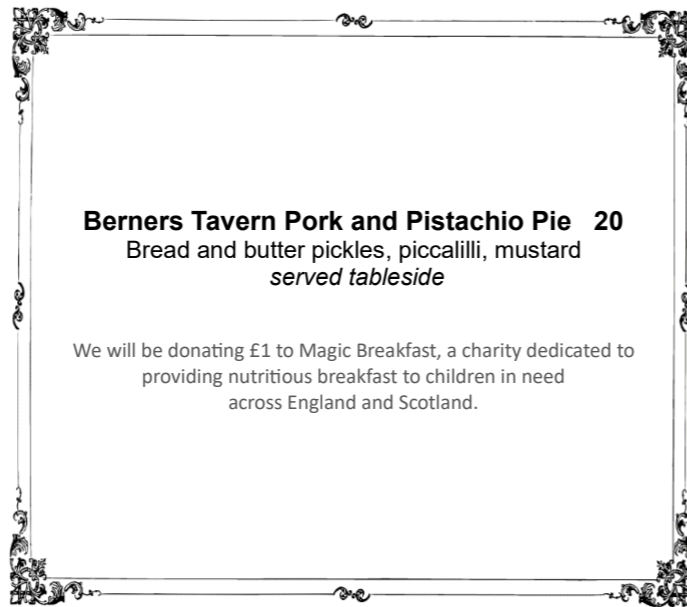 Berners Tavern Pork and Pistachio Pie 20
Bread and butter pickles, piccalilli, mustard
served tableside
We will be donating £1 to Magic Breakfast, a charity dedicated to
providing nutritious breakfast to children in need
across England and Scotland.